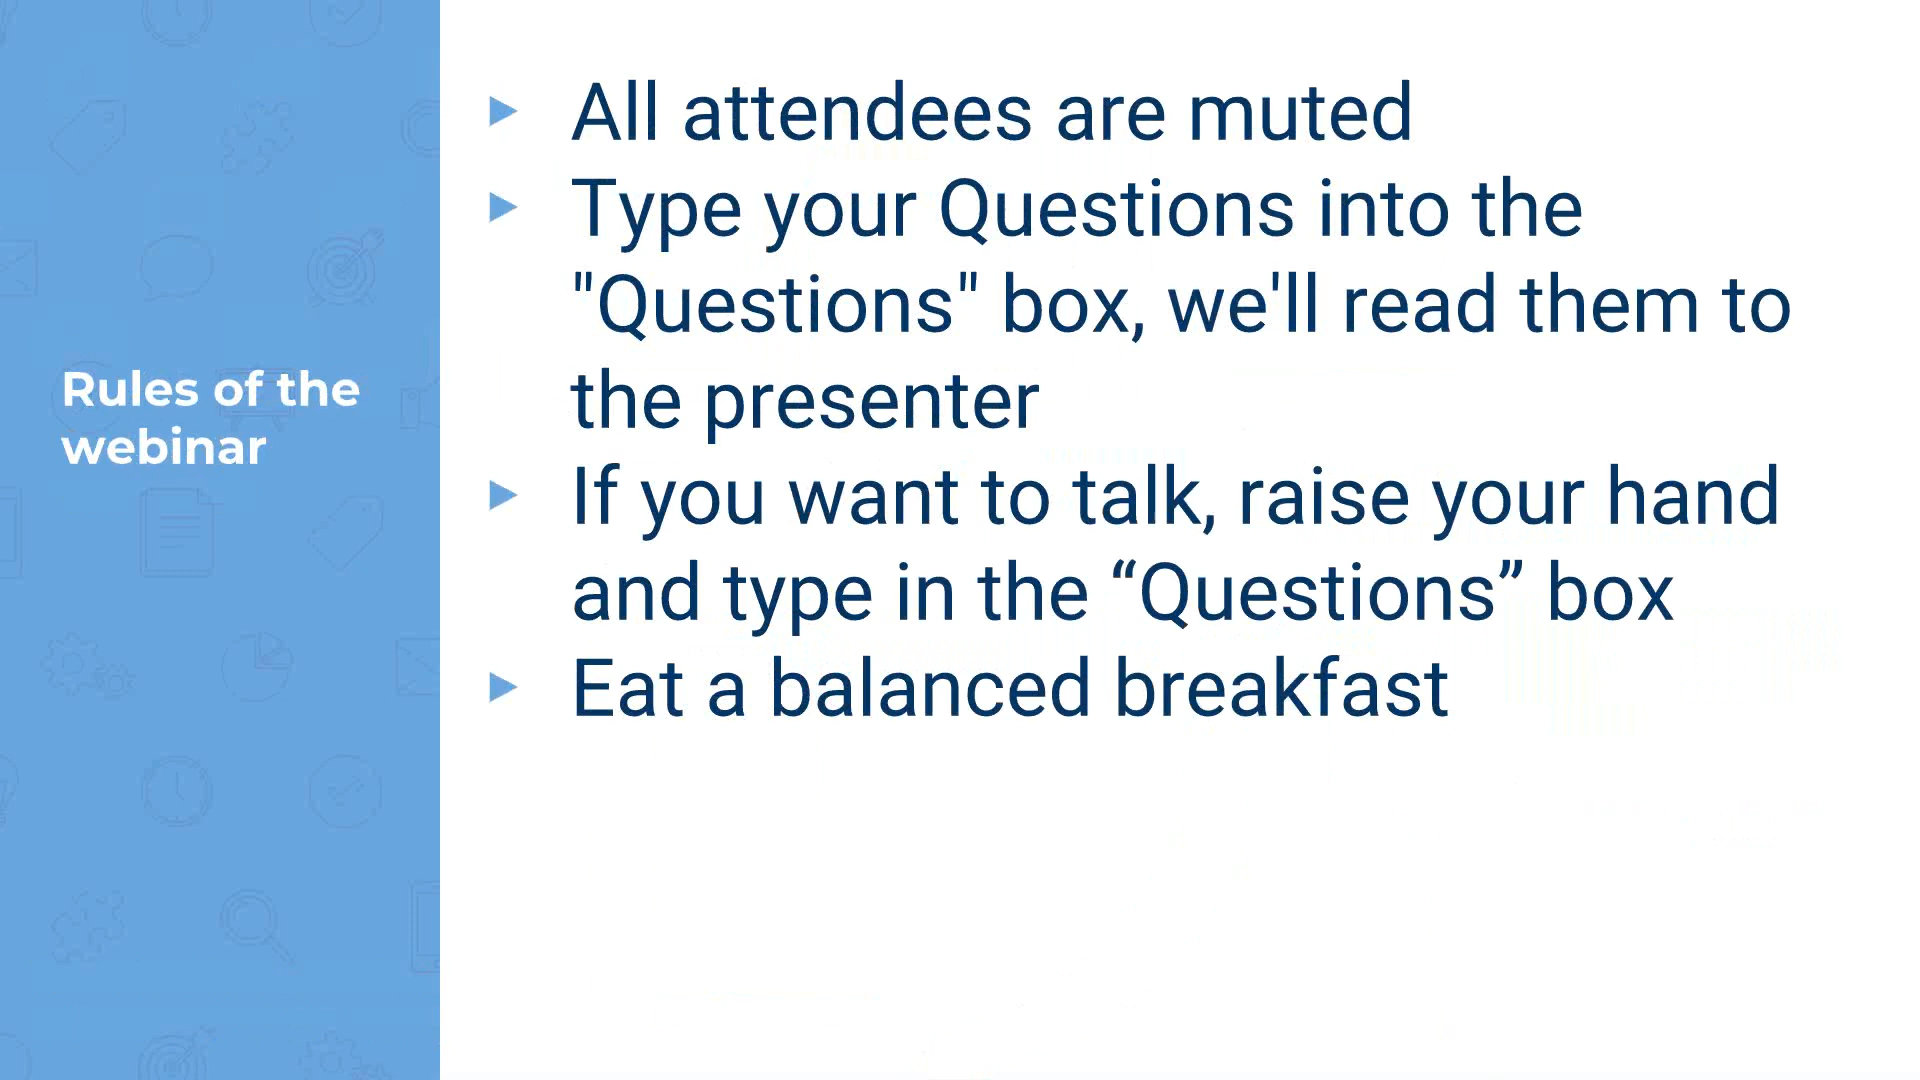 Rules of the
webinar
All attendees are muted
Type your Questions into the
"Questions" box, we'll read them to
the presenter
If you want to talk, raise your hand
and type in the “Questions” box
Eat a balanced breakfast